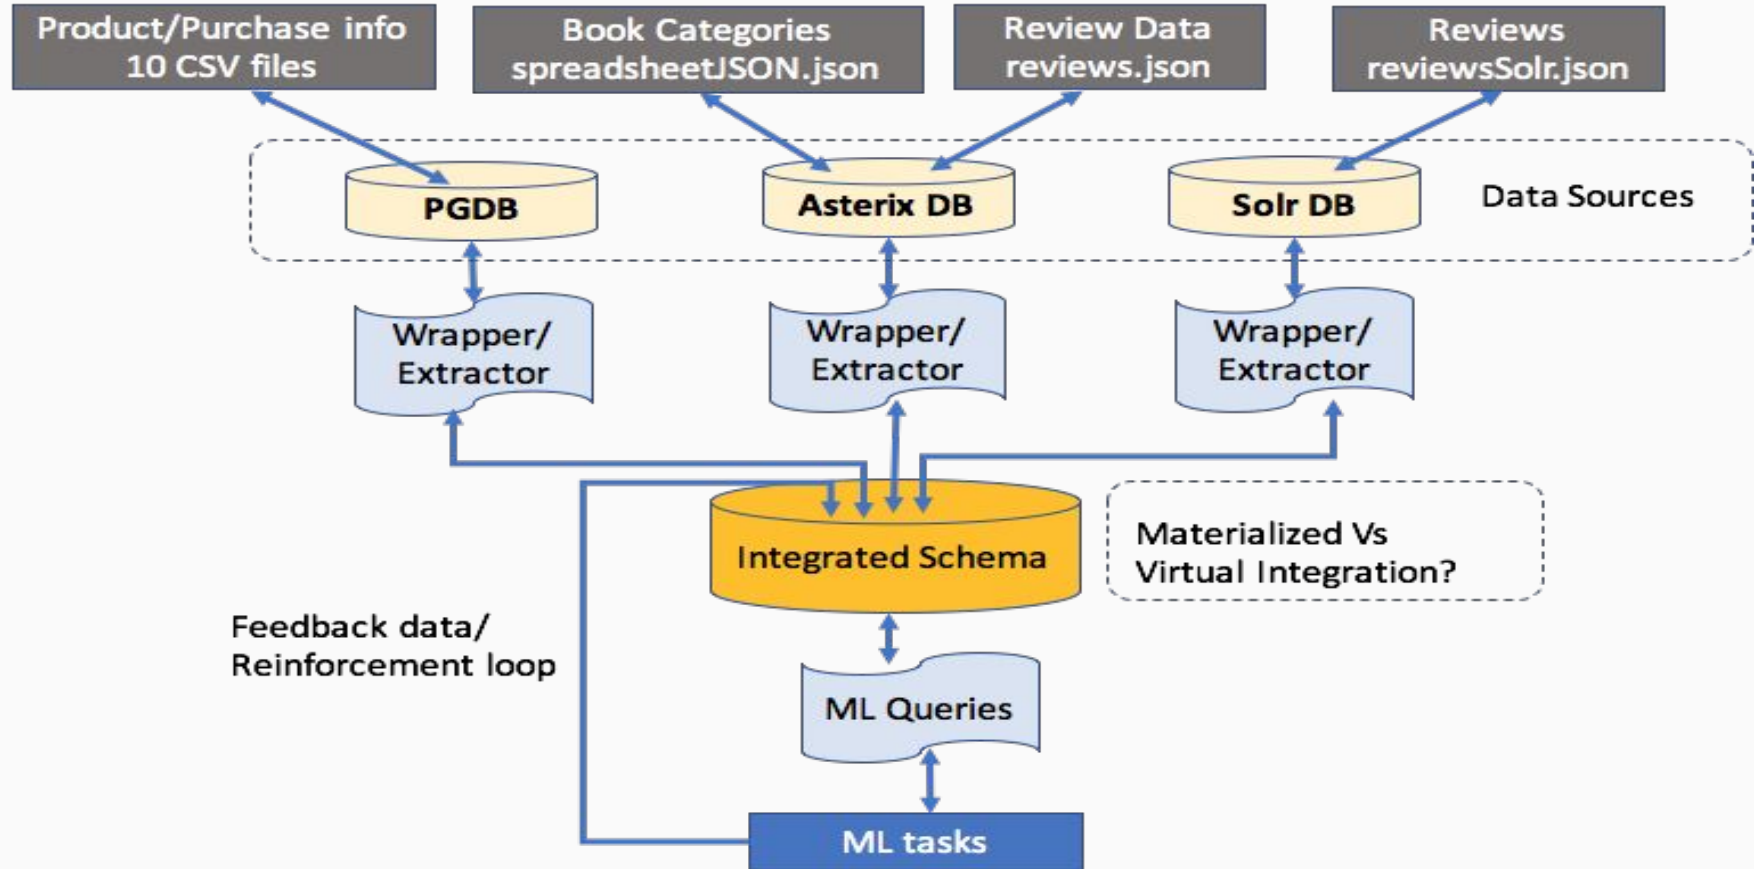 Product/Purchase info
10 CSV files
Book Categories
spreadsheetJSON.json
Review Data
reviews.json
Reviews
reviewsSolr.json
PGDB
Asterix DB
Solr DB
Data Sources
Wrapper/
Extractor
Wrapper/
Extractor
Wrapper/
Extractor
Integrated Schema
Materialized Vs
Virtual Integration?
Feedback data/
Reinforcement loop
ML Queries
ML tasks